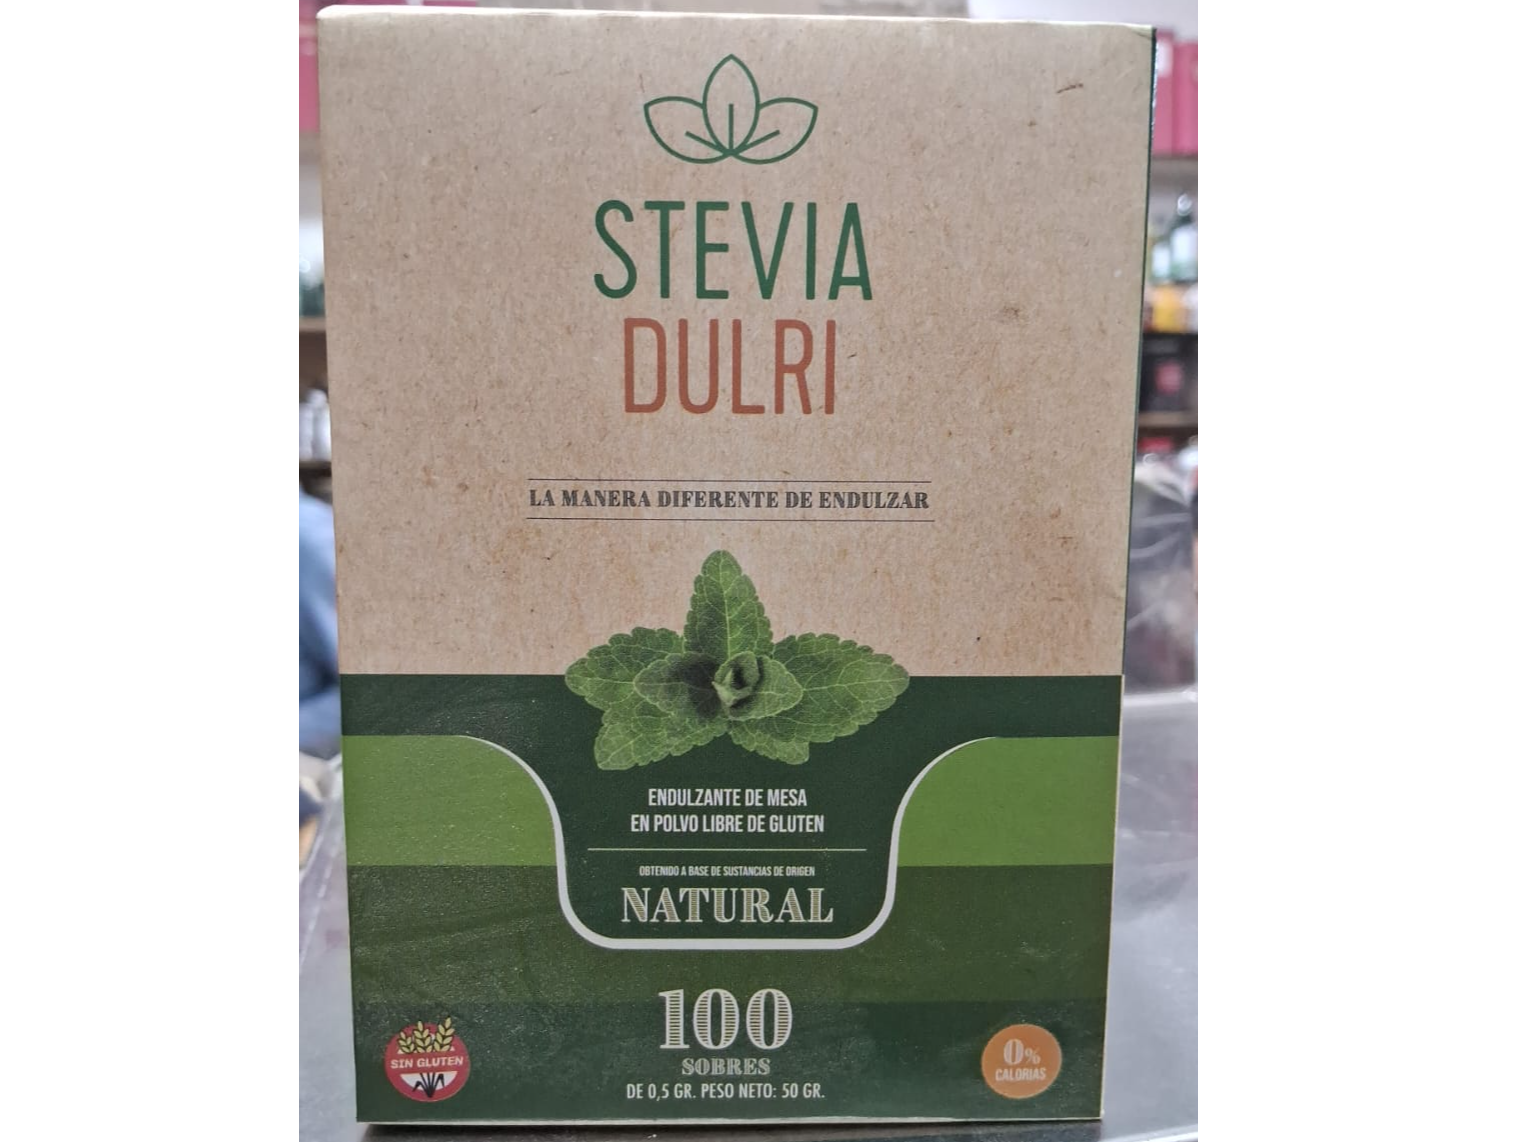 STEVIA
DULRI
LA MANERA DIFERENTE DE ENDULZAR
ENDULZANTE DE MESA
EN POLVO LIBRE DE GLUTEN
OBTENIDO A BASE DE SUSTANCIAS DE ORIGEN
NATURAL
100
SOBRES
DE 0,5 GR. PESO NETO: 50 GR.
SIN GLUTEN
0%
CALORIAS